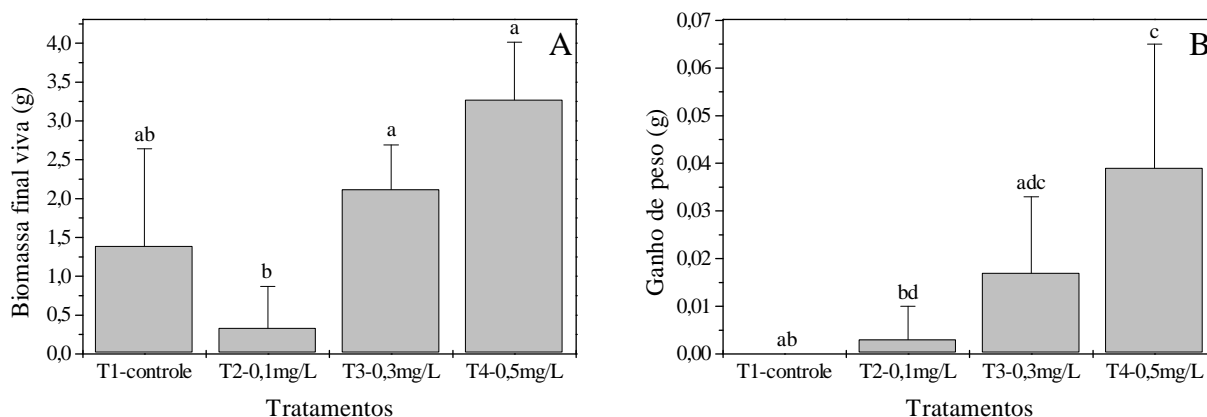 A
Biomassa final viva (g)
4,0
3,5
3,0
2,5
2,0
1,5
1,0
0,5
0,0
ab
b
a
a
T1-controle T2-0,1mg/L T3-0,3mg/L T4-0,5mg/L
Tratamentos
B
Ganho de peso (g)
0,07
0,06
0,05
0,04
0,03
0,02
0,01
0,00
ab
bd
adc
c
T1-controle T2-0,1mg/L T3-0,3mg/L T4-0,5mg/L
Tratamentos